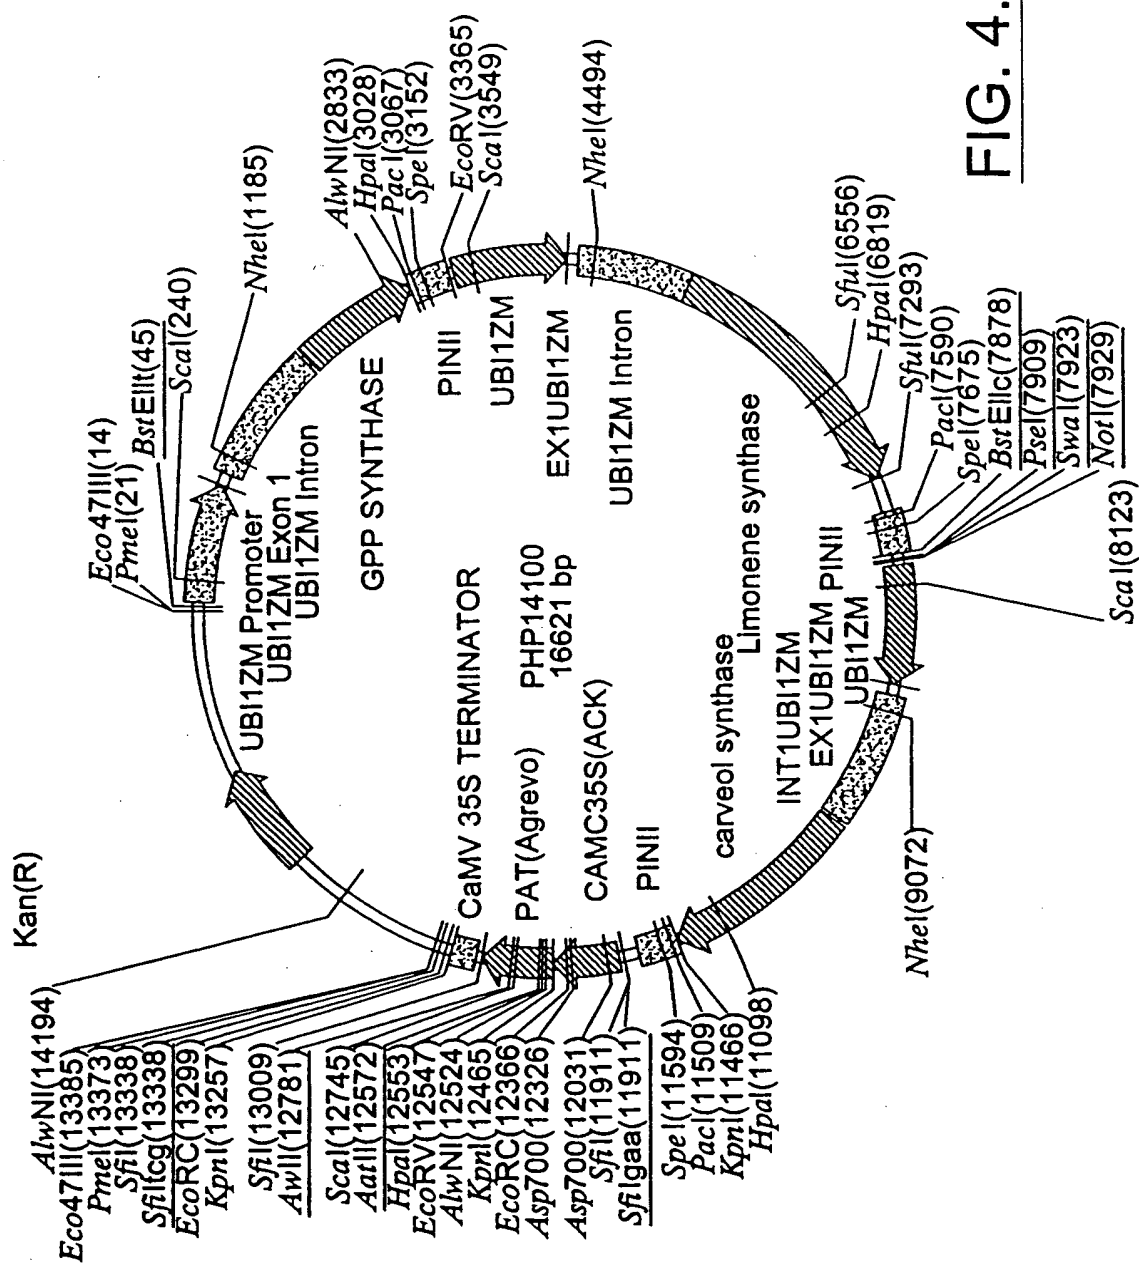 Kan(R)
AlwNI(14194)
Eco47III(13385)
PmeI(13373)
SfiI(13338)
SfiItcg(13338)
EcoRC(13299)
KpnI(13257)
SfiI(13009)
AwII(12781)
ScaI(12745)
AatII(12572)
HpaI(12553)
EcoRV(12547)
AlwNI(12524)
KpnI(12465)
EcoRC(12366)
Asp700(12326)
Asp700(12031)
SfiI(11911)
SfiIgaa(11911)
SpeI(11594)
PacI(11509)
KpnI(11466)
HpaI(11098)
NheI(9072)
Eco47III(14)
PmeI(21)
BstEIIt(45)
ScaI(240)
NheI(1185)
AlwNI(2833)
HpaI(3028)
PacI(3067)
SpeI(3152)
EcoRV(3365)
ScaI(3549)
NheI(4494)
SfuI(6556)
HpaI(6819)
SfuI(7293)
PacI(7590)
SpeI(7675)
BstEIIc(7878)
PseI(7909)
SwaI(7923)
NotI(7929)
ScaI(8123)
UBI1ZM Promoter
UBI1ZM Exon 1
UBI1ZM Intron
GPP SYNTHASE
PINII
UBI1ZM
EX1UBI1ZM
UBI1ZM Intron
CaMV 35S TERMINATOR
PAT(Agrevo)
PHP14100
16621 bp
CAMC35S(ACK)
PINII
carveol synthase
Limonene synthase
INT1UBI1ZM
EX1UBI1ZM
PINII
UBI1ZM
FIG. 4.